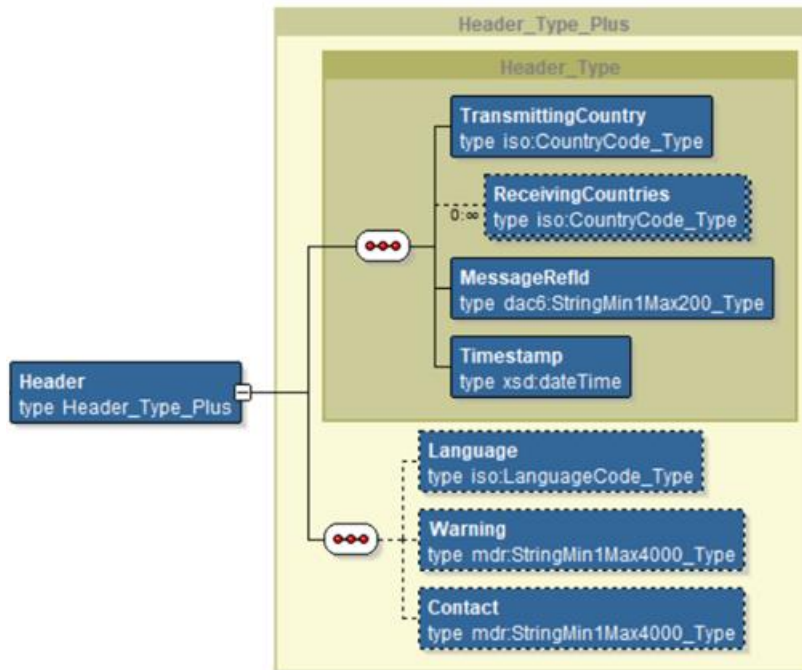 Header_Type_Plus
Header_Type
TransmittingCountry
type iso:CountryCode_Type
ReceivingCountries
0:∞
type iso:CountryCode_Type
MessageRefId
type dac6:StringMin1Max200_Type
Timestamp
type xsd:dateTime
Header
type Header_Type_Plus
Language
type iso:LanguageCode_Type
Warning
type mdr:StringMin1Max4000_Type
Contact
type mdr:StringMin1Max4000_Type